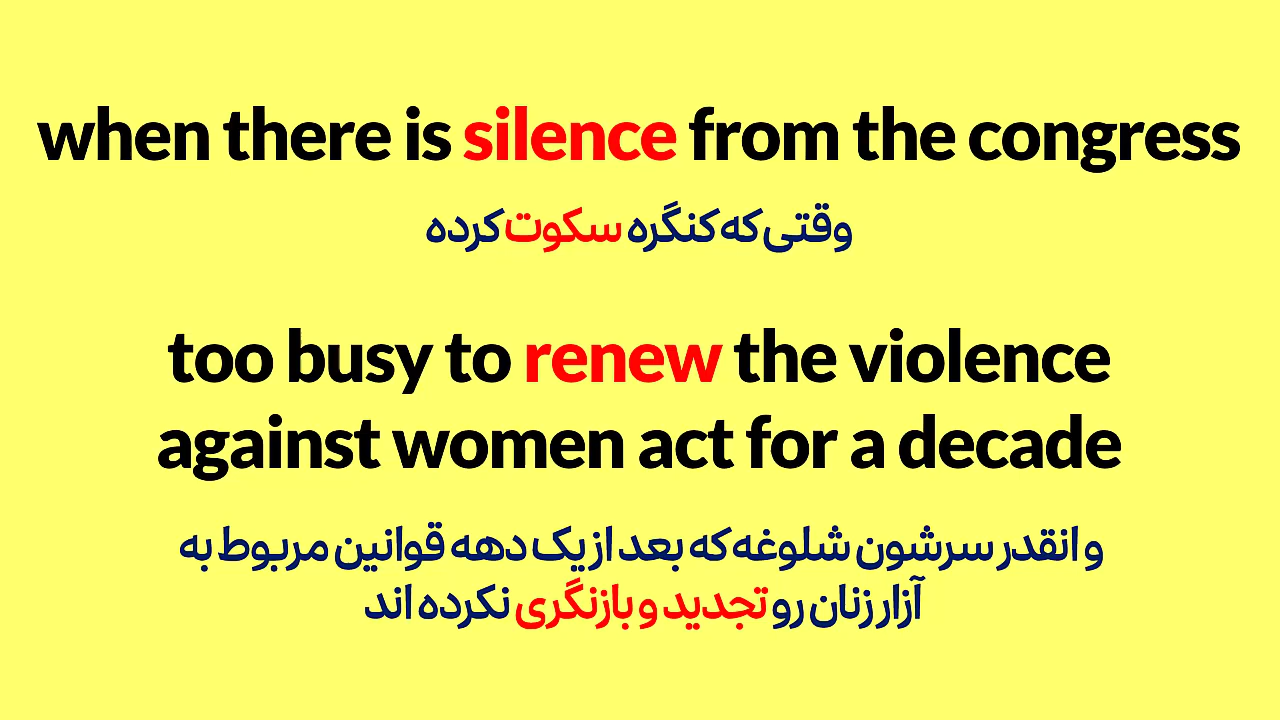 when there is silence from the congress
وقتی که کنگره سکوت کرده
too busy to renew the violence
against women act for a decade
و انقدر سرشون شلوغه که بعد از یک دهه قوانین مربوط به
آزار زنان رو تجدید و بازنگری نکرده اند